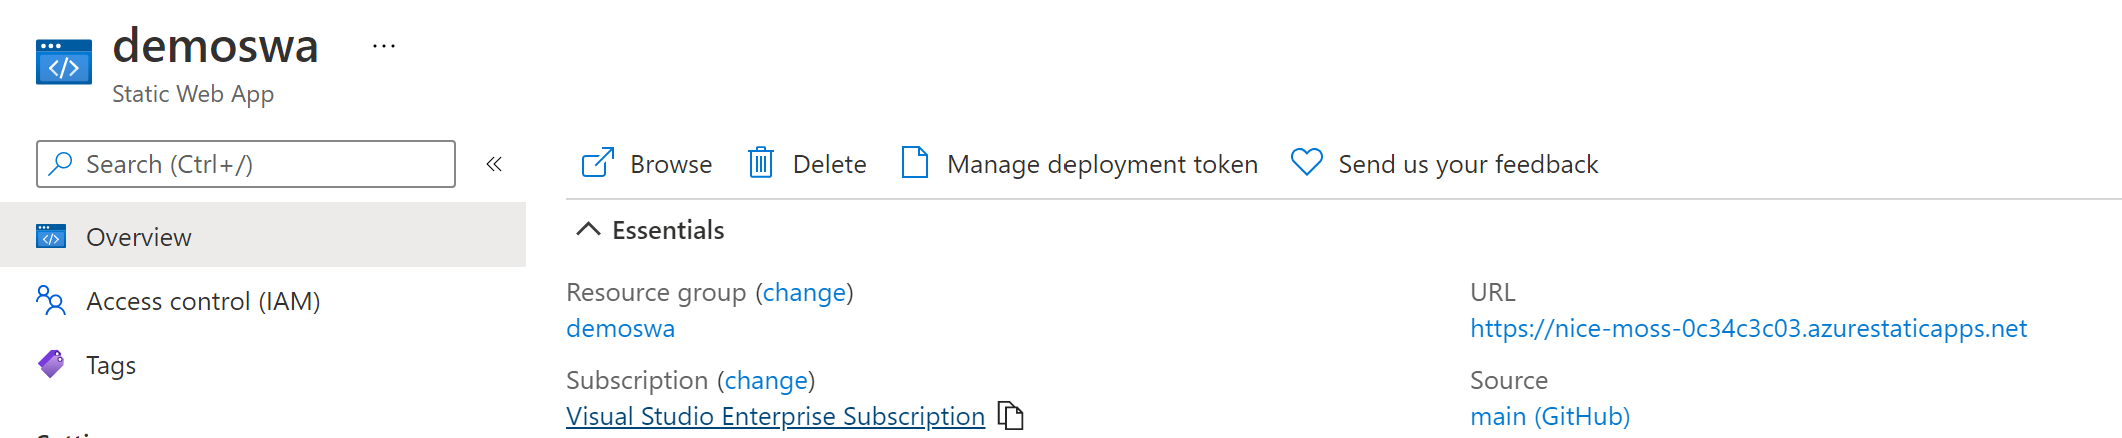 demoswa ...
Static Web App
Search (Ctrl+/)
«
Browse
Delete
Manage deployment token
Send us your feedback
Overview
Access control (IAM)
Tags
Essentials
Resource group (change)
demoswa
Subscription (change)
Visual Studio Enterprise Subscription
URL
https://nice-moss-0c34c3c03.azurestaticapps.net
Source
main (GitHub)